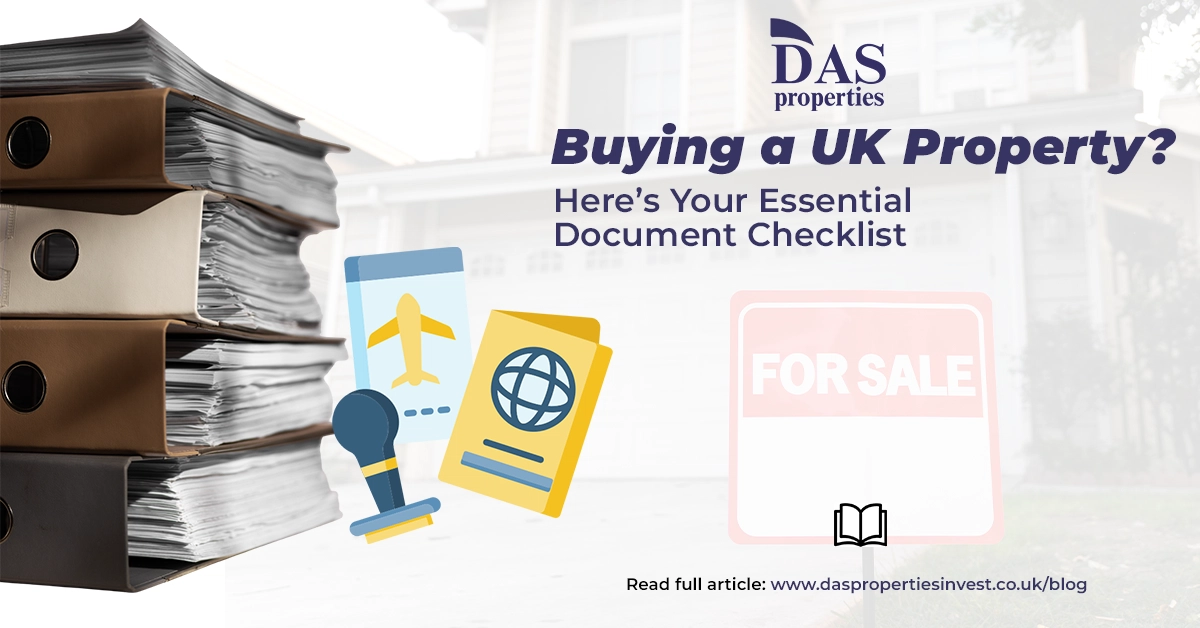 DAS
properties
Buying a UK Property?
Here's Your Essential
Document Checklist
FOR SALE
Read full article: www.daspropertiesinvest.co.uk/blog